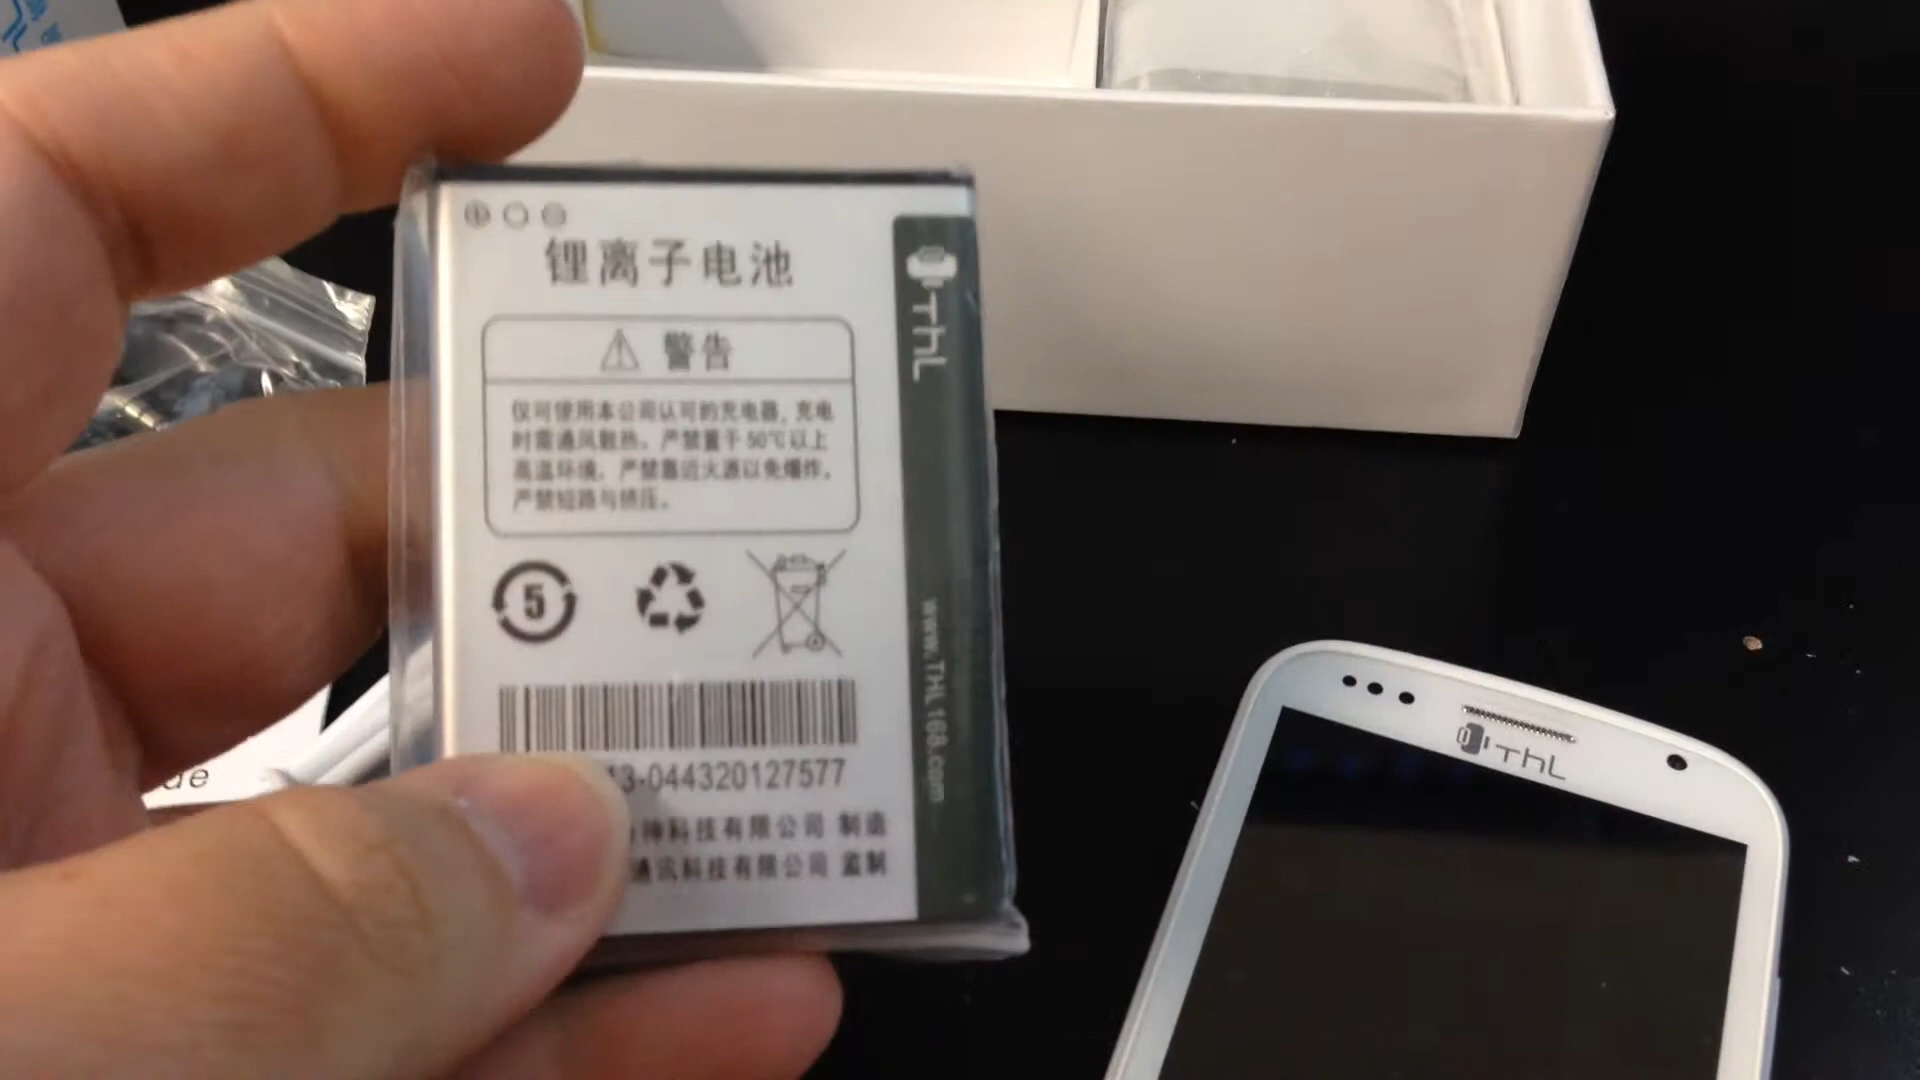 锂离子电池
警告
仅可使用本公司认可的充电器，充电
时需通风散热。严禁置于50℃以上
高温环境。严禁靠近火源以免爆炸。
严禁短路与挤压。
5
3-044320127577
科技有限公司 制造
通讯科技有限公司 监制
THL
www.THL168.com
THL
de